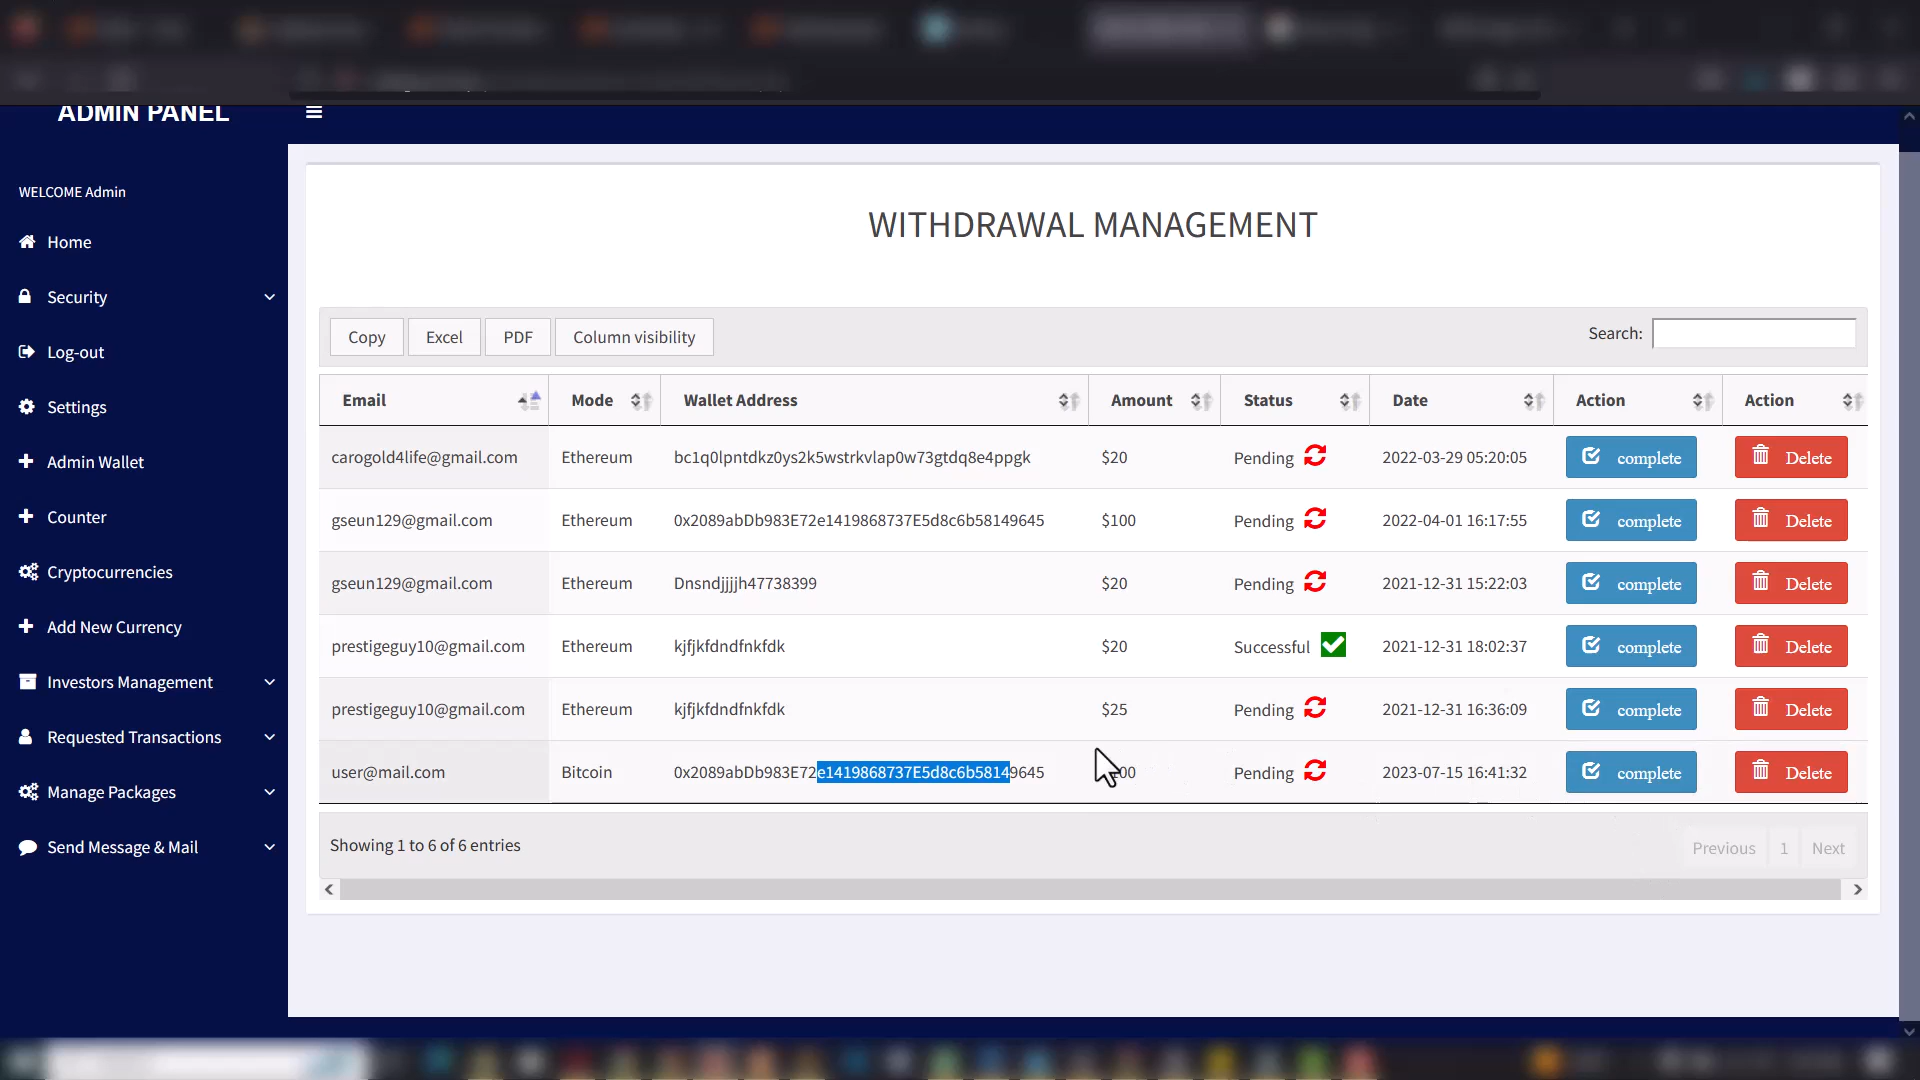 ADMIN PANEL
WELCOME Admin
Home
Security
Log-out
Settings
Admin Wallet
Counter
Cryptocurrencies
Add New Currency
Investors Management
Requested Transactions
Manage Packages
Send Message & Mail
WITHDRAWAL MANAGEMENT
Copy Excel PDF Column visibility Search:
Email Mode Wallet Address Amount Status Date Action Action
carogold4life@gmail.com Ethereum bc1q0lpntdkz0ys2k5wstrkvlap0w73gtdq8e4ppgk $20 Pending 2022-03-29 05:20:05 complete Delete
gseun129@gmail.com Ethereum 0x2089abDb983E72e1419868737E5d8c6b58149645 $100 Pending 2022-04-01 16:17:55 complete Delete
gseun129@gmail.com Ethereum Dnsndjjjjh47738399 $20 Pending 2021-12-31 15:22:03 complete Delete
prestigeguy10@gmail.com Ethereum kjfjkfdndfnkfdk $20 Successful 2021-12-31 18:02:37 complete Delete
prestigeguy10@gmail.com Ethereum kjfjkfdndfnkfdk $25 Pending 2021-12-31 16:36:09 complete Delete
user@mail.com Bitcoin 0x2089abDb983E72e1419868737E5d8c6b58149645 Pending 2023-07-15 16:41:32 complete Delete
Showing 1 to 6 of 6 entries
Previous 1 Next